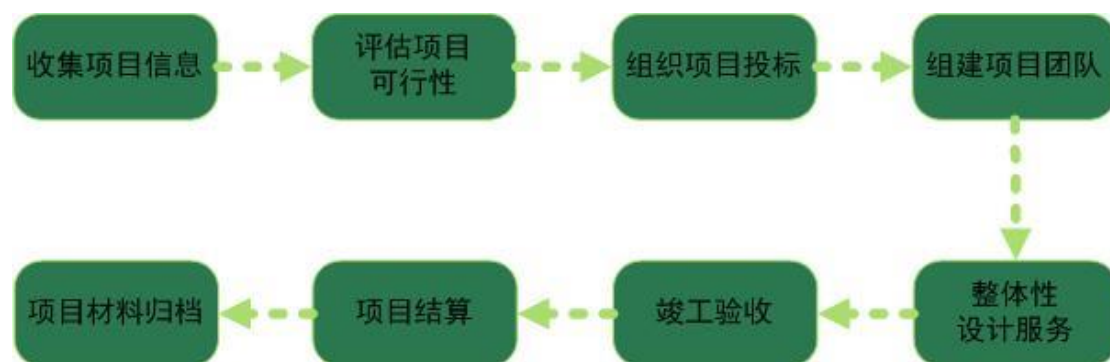 收集项目信息
评估项目
可行性
组织项目投标
组建项目团队
整体性
设计服务
竣工验收
项目结算
项目材料归档